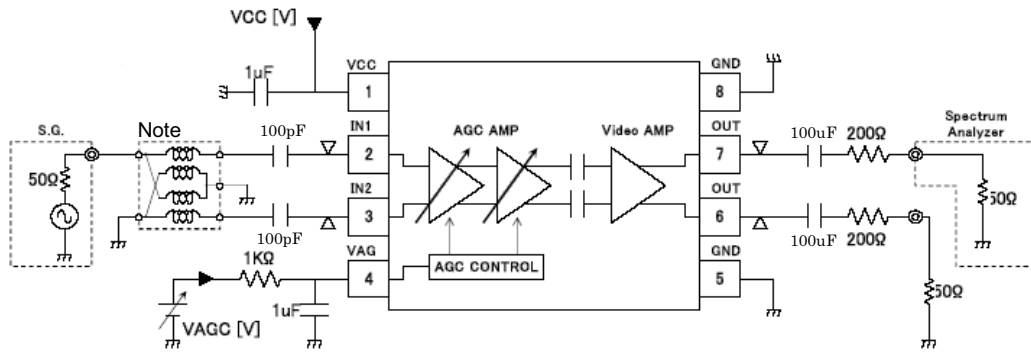 VCC [V]
1uF
VCC
1
GND
8
S.G.
50Ω
Note
100pF
IN1
2
AGC AMP
Video AMP
OUT
7
100uF
200Ω
Spectrum
Analyzer
50Ω
100pF
IN2
3
OUT
6
100uF
200Ω
50Ω
VAGC [V]
1KΩ
1uF
VAG
4
AGC CONTROL
GND
5